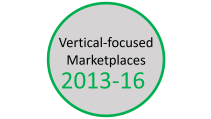 Vertical-focused
Marketplaces
2013-16